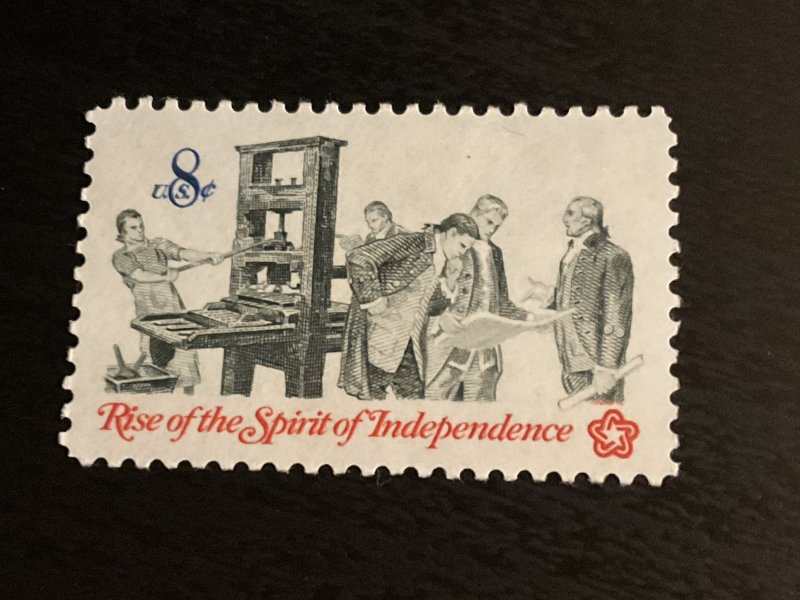 8
U.S. ¢
Rise of the Spirit of Independence